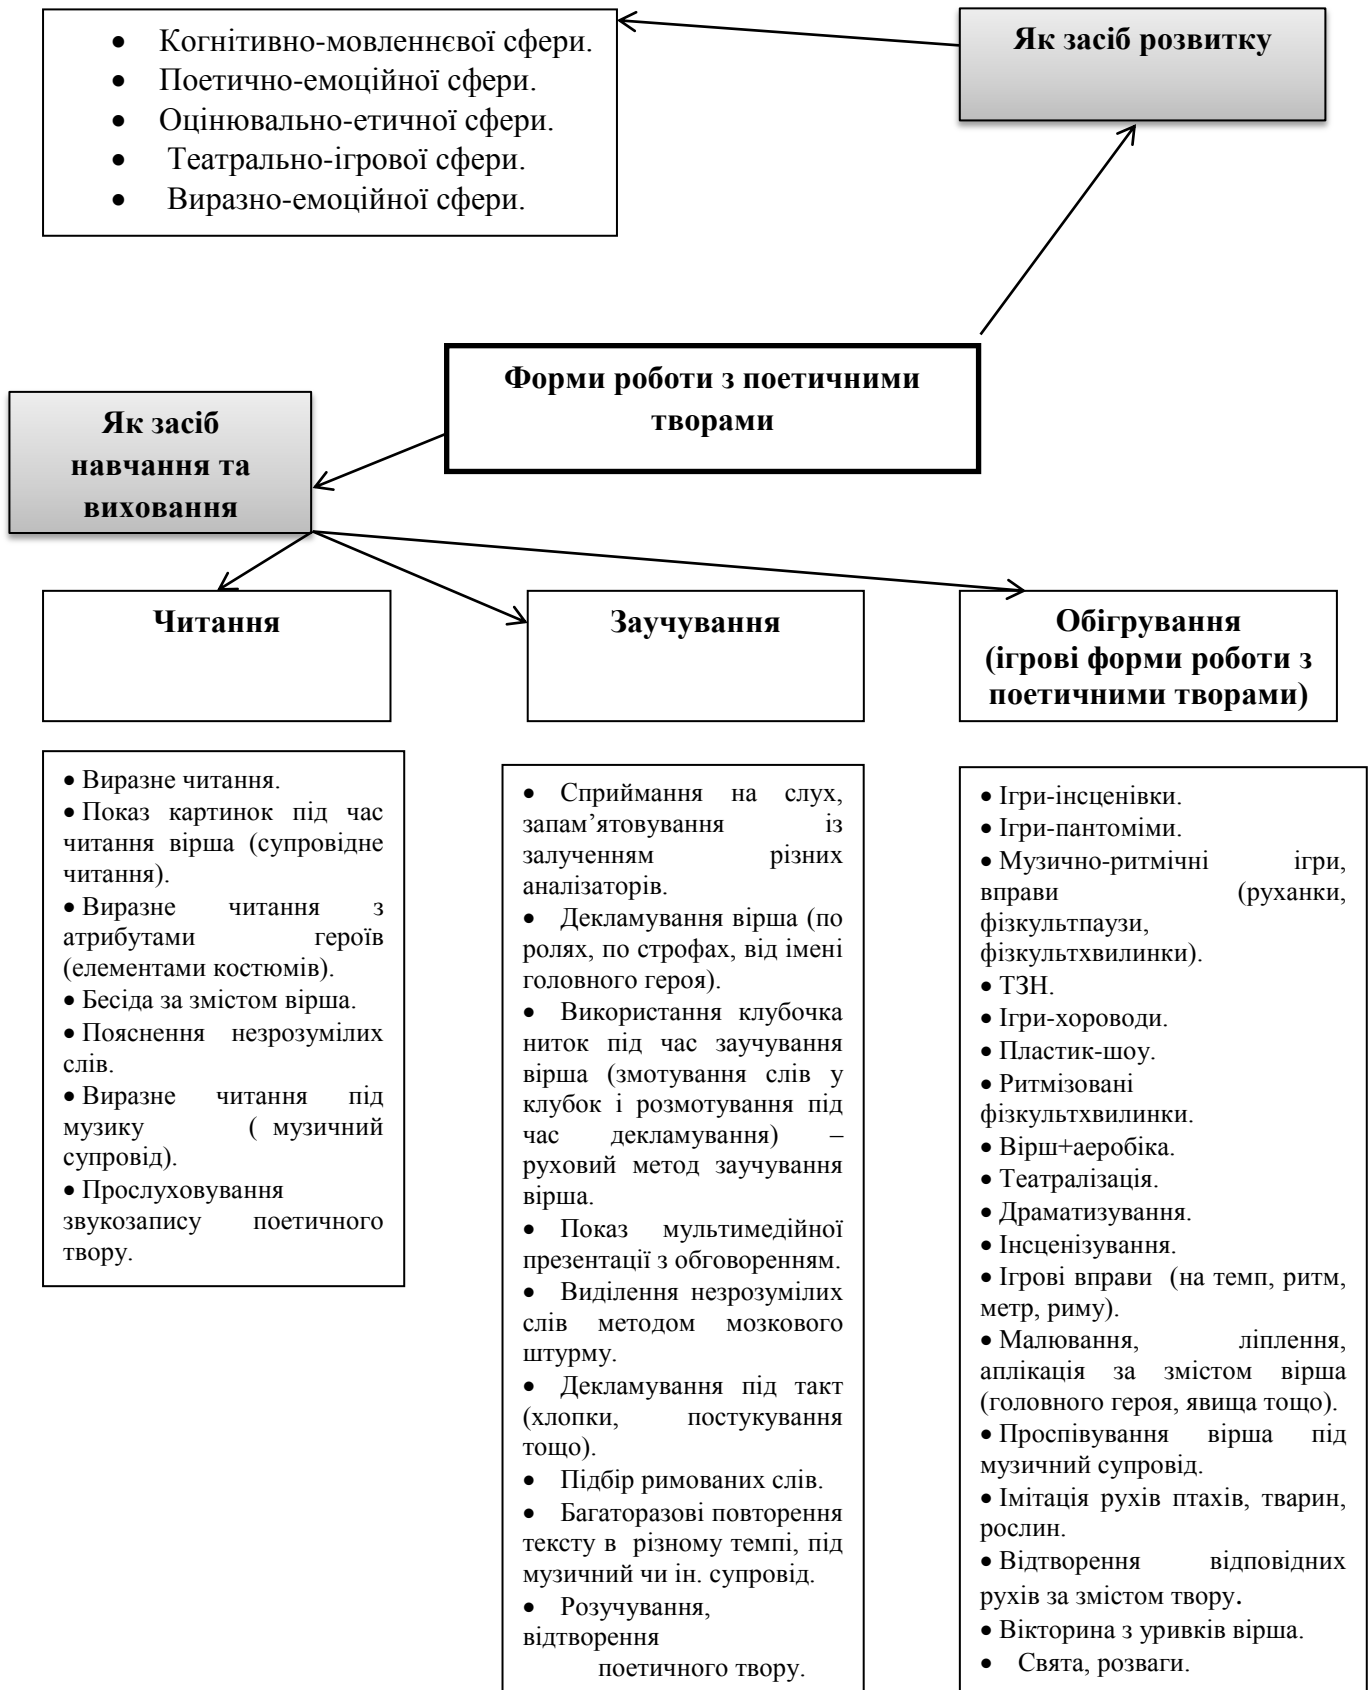 • Когнітивно-мовленнєвої сфери.
• Поетично-емоційної сфери.
• Оцінювально-етичної сфери.
• Театрально-ігрової сфери.
• Виразно-емоційної сфери.
Як засіб розвитку
Форми роботи з поетичними
творами
Як засіб
навчання та
виховання
Читання
Заучування
Обігрування
(ігрові форми роботи з
поетичними творами)
• Виразне читання.
• Показ картинок під час
читання вірша (супровідне
читання).
• Виразне читання з
атрибутами героїв
(елементами костюмів).
• Бесіда за змістом вірша.
• Пояснення незрозумілих
слів.
• Виразне читання під
музику ( музичний
супровід).
• Прослуховування
звукозапису поетичного
твору.
• Сприймання на слух,
запам’ятовування із
залученням різних
аналізаторів.
• Декламування вірша (по
ролях, по строфах, від імені
головного героя).
• Використання клубочка
ниток під час заучування
вірша (змотування слів у
клубок і розмотування під
час декламування) –
руховий метод заучування
вірша.
• Показ мультимедійної
презентації з обговоренням.
• Виділення незрозумілих
слів методом мозкового
штурму.
• Декламування під такт
(хлопки, постукування
тощо).
• Підбір римованих слів.
• Багаторазові повторення
тексту в різному темпі, під
музичний чи ін. супровід.
• Розучування,
відтворення
поетичного твору.
• Ігри-інсценівки.
• Ігри-пантоміми.
• Музично-ритмічні ігри,
вправи (руханки,
фізкультпаузи,
фізкультхвилинки).
• ТЗН.
• Ігри-хороводи.
• Пластик-шоу.
• Ритмізовані
фізкультхвилинки.
• Вірш+аеробіка.
• Театралізація.
• Драматизування.
• Інсценізування.
• Ігрові вправи (на темп, ритм,
метр, риму).
• Малювання, ліплення,
аплікація за змістом вірша
(головного героя, явища тощо).
• Проспівування вірша під
музичний супровід.
• Імітація рухів птахів, тварин,
рослин.
• Відтворення відповідних
рухів за змістом твору.
• Вікторина з уривків вірша.
• Свята, розваги.